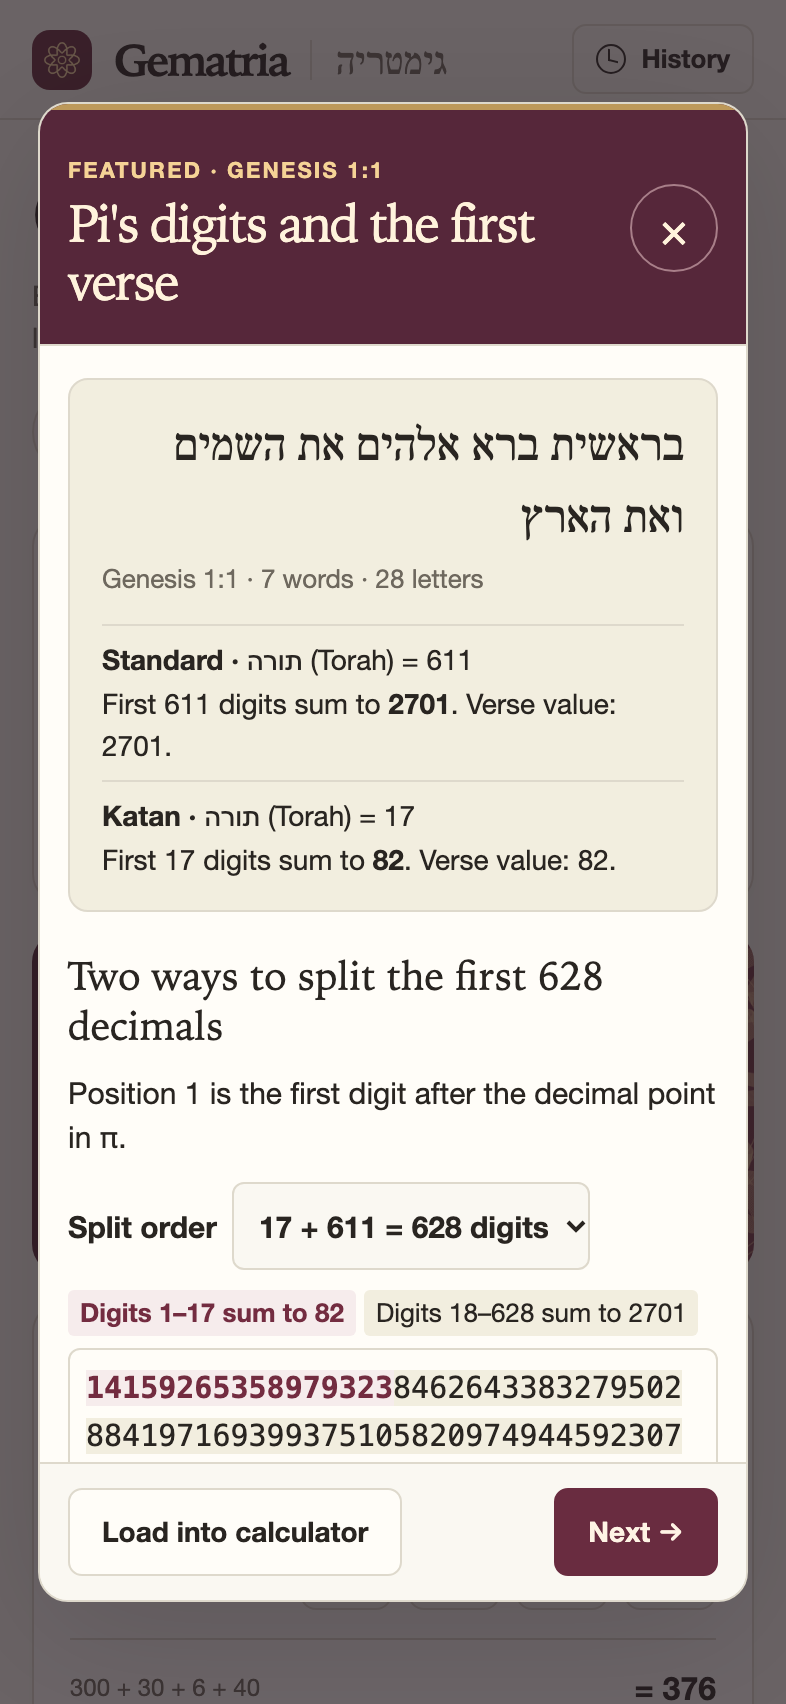 Gematria
גימטריה
History
FEATURED · GENESIS 1:1
Pi's digits and the first
verse
בראשית ברא אלהים את השמים
ואת הארץ
Genesis 1:1 · 7 words · 28 letters
Standard · תורה (Torah) = 611
First 611 digits sum to 2701. Verse value:
2701.
Katan · תורה (Torah) = 17
First 17 digits sum to 82. Verse value: 82.
Two ways to split the first 628
decimals
Position 1 is the first digit after the decimal point
in π.
Split order
17 + 611 = 628 digits
Digits 1–17 sum to 82
Digits 18–628 sum to 2701
141592653589793238462643383279502
884197169399375105820974944592307
Load into calculator
Next →
300 + 30 + 6 + 40
= 376